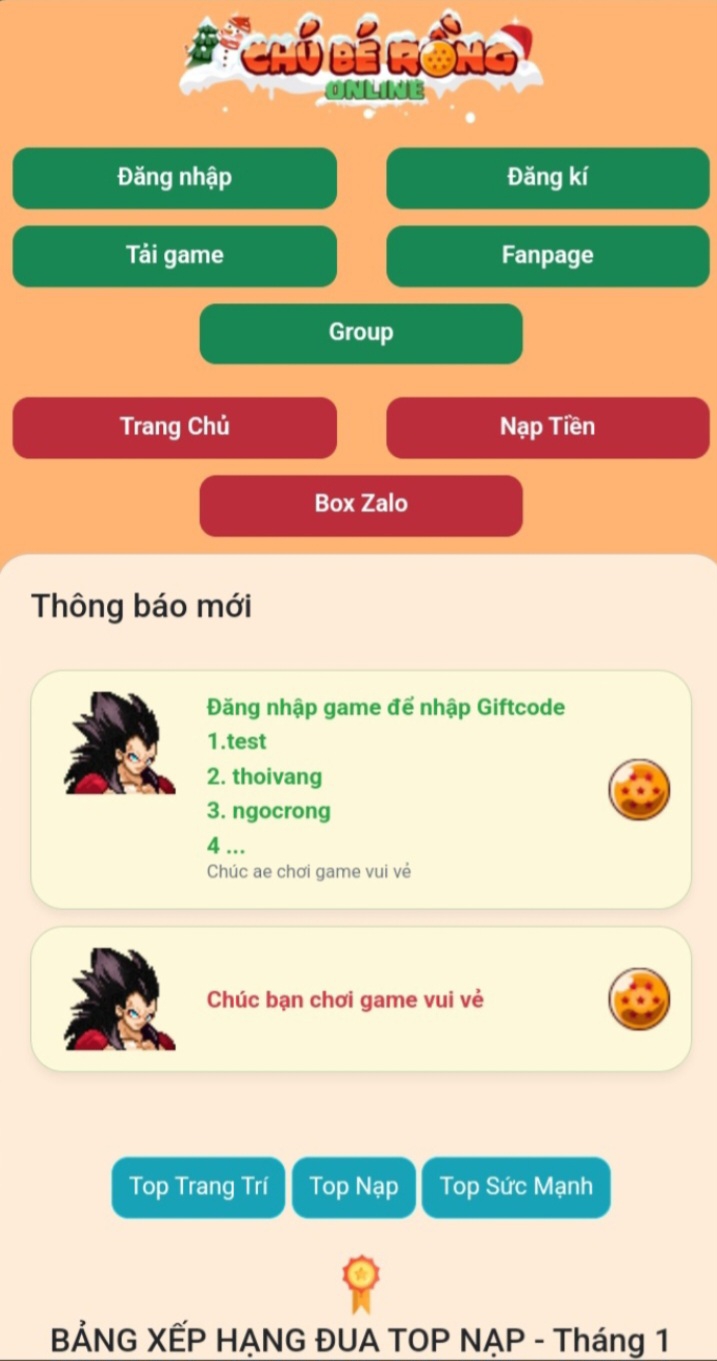 CHÚ BÉ RỒNG
ONLINE
Đăng nhập
Đăng kí
Tải game
Fanpage
Group
Trang Chủ
Nạp Tiền
Box Zalo
Thông báo mới
Đăng nhập game để nhập Giftcode
1.test
2. thoivang
3. ngocrong
4 ...
Chúc ae chơi game vui vẻ
Chúc bạn chơi game vui vẻ
Top Trang Trí
Top Nạp
Top Sức Mạnh
BẢNG XẾP HẠNG ĐUA TOP NẠP - Tháng 1